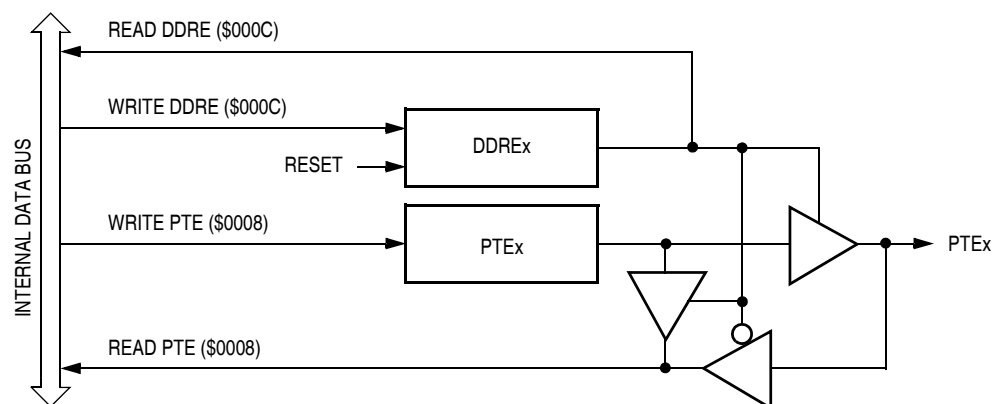 READ DDRE ($000C)
WRITE DDRE ($000C)
DDREx
RESET
WRITE PTE ($0008)
PTEx
PTEx
READ PTE ($0008)
INTERNAL DATA BUS